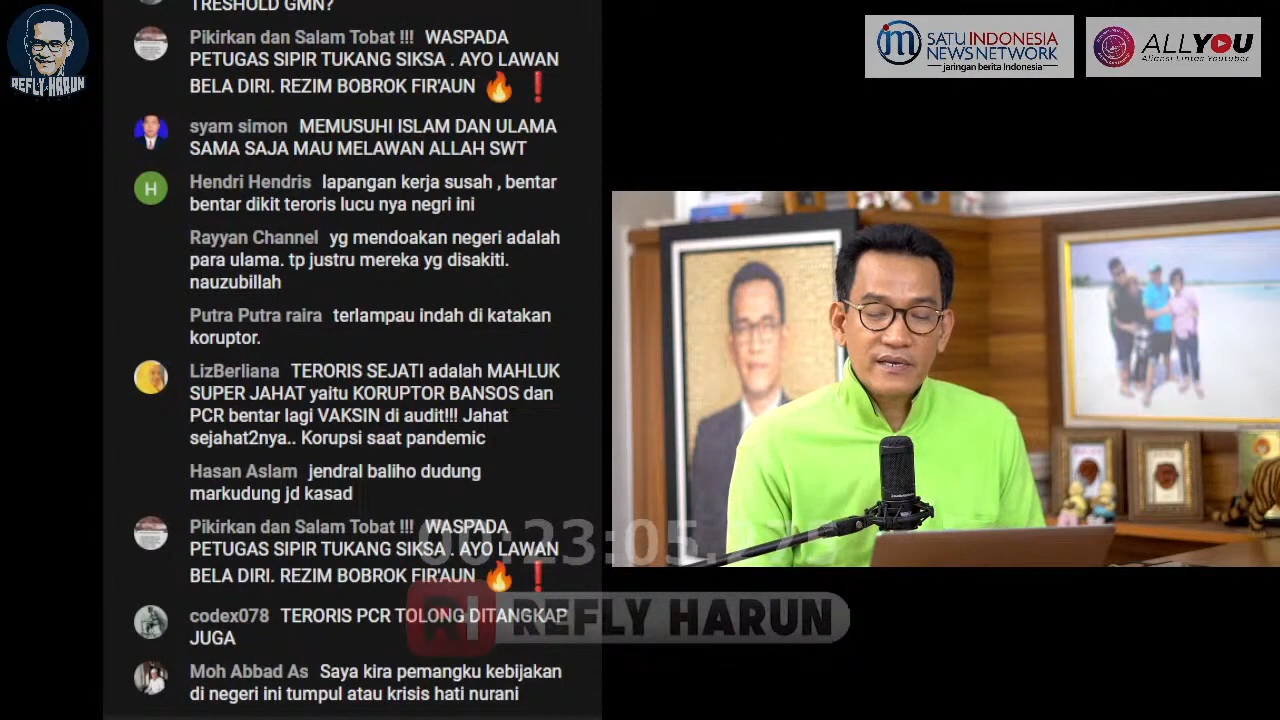 TRESHOLD GMN?
Pikirkan dan Salam Tobat !!! WASPADA
PETUGAS SIPIR TUKANG SIKSA . AYO LAWAN
BELA DIRI. REZIM BOBROK FIR'AUN 🔥 ❗
syam simon MEMUSUHI ISLAM DAN ULAMA
SAMA SAJA MAU MELAWAN ALLAH SWT
H
Hendri Hendris lapangan kerja susah , bentar
bentar dikit teroris lucu nya negri ini
Rayyan Channel yg mendoakan negeri adalah
para ulama. tp justru mereka yg disakiti.
nauzubillah
Putra Putra raira terlampau indah di katakan
koruptor.
LizBerliana TERORIS SEJATI adalah MAHLUK
SUPER JAHAT yaitu KORUPTOR BANSOS dan
PCR bentar lagi VAKSIN di audit!!! Jahat
sejahat2nya.. Korupsi saat pandemic
Hasan Aslam jendral baliho dudung
markudung jd kasad
Pikirkan dan Salam Tobat !!! WASPADA
PETUGAS SIPIR TUKANG SIKSA . AYO LAWAN
BELA DIRI. REZIM BOBROK FIR'AUN 🔥 ❗
codex078 TERORIS PCR TOLONG DITANGKAP
JUGA
Moh Abbad As Saya kira pemangku kebijakan
di negeri ini tumpul atau krisis hati nurani
REFLY HARUN
SATU INDONESIA
NEWS NETWORK
jaringan berita Indonesia
ALLYOU
Aliansi Lintas Youtuber
REFLY HARUN